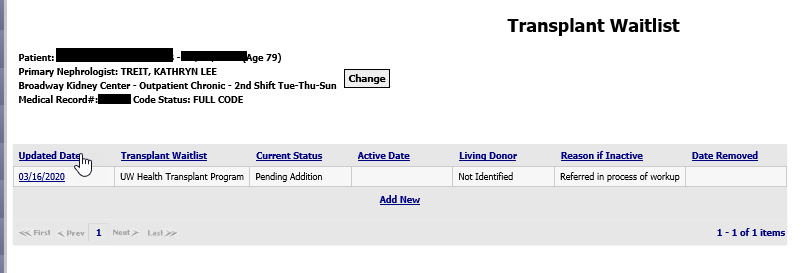 Transplant Waitlist
Patient: - (Age 79)
Primary Nephrologist: TREIT, KATHRYN LEE
Broadway Kidney Center - Outpatient Chronic - 2nd Shift Tue-Thu-Sun
Change
Medical Record#: Code Status: FULL CODE
Updated Date Transplant Waitlist Current Status Active Date Living Donor Reason if Inactive Date Removed
03/16/2020 UW Health Transplant Program Pending Addition Not Identified Referred in process of workup
Add New
<< First < Prev 1 Next > Last >> 1 - 1 of 1 items